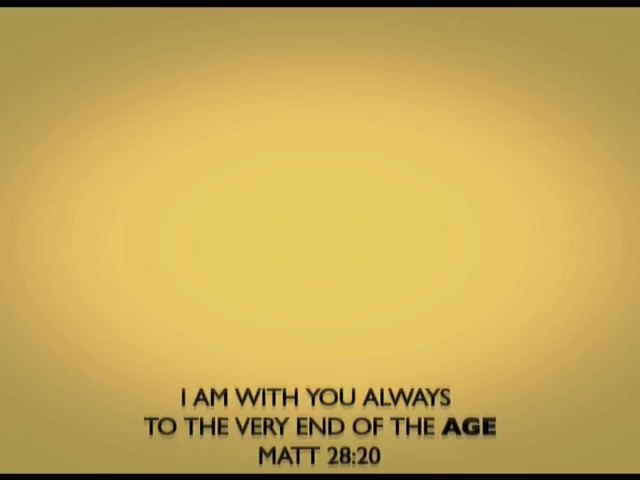 I AM WITH YOU ALWAYS
TO THE VERY END OF THE AGE
MATT 28:20